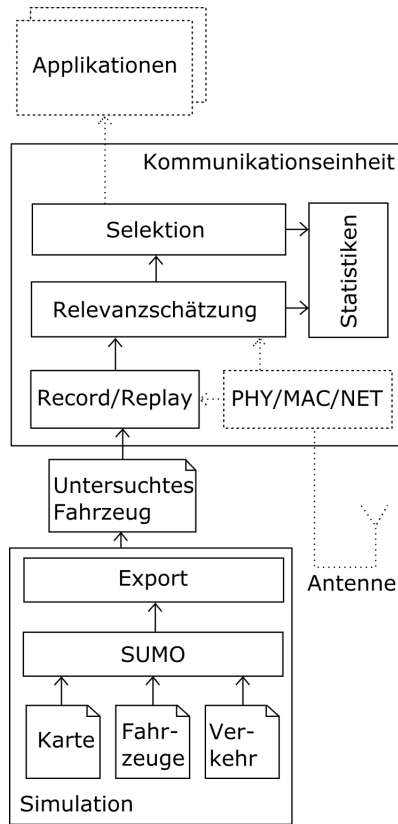 Applikationen
Kommunikationseinheit
Selektion
Statistiken
Relevanzschätzung
Record/Replay
PHY/MAC/NET
Untersuchtes
Fahrzeug
Antenne
Export
SUMO
Karte
Fahr-
zeuge
Ver-
kehr
Simulation